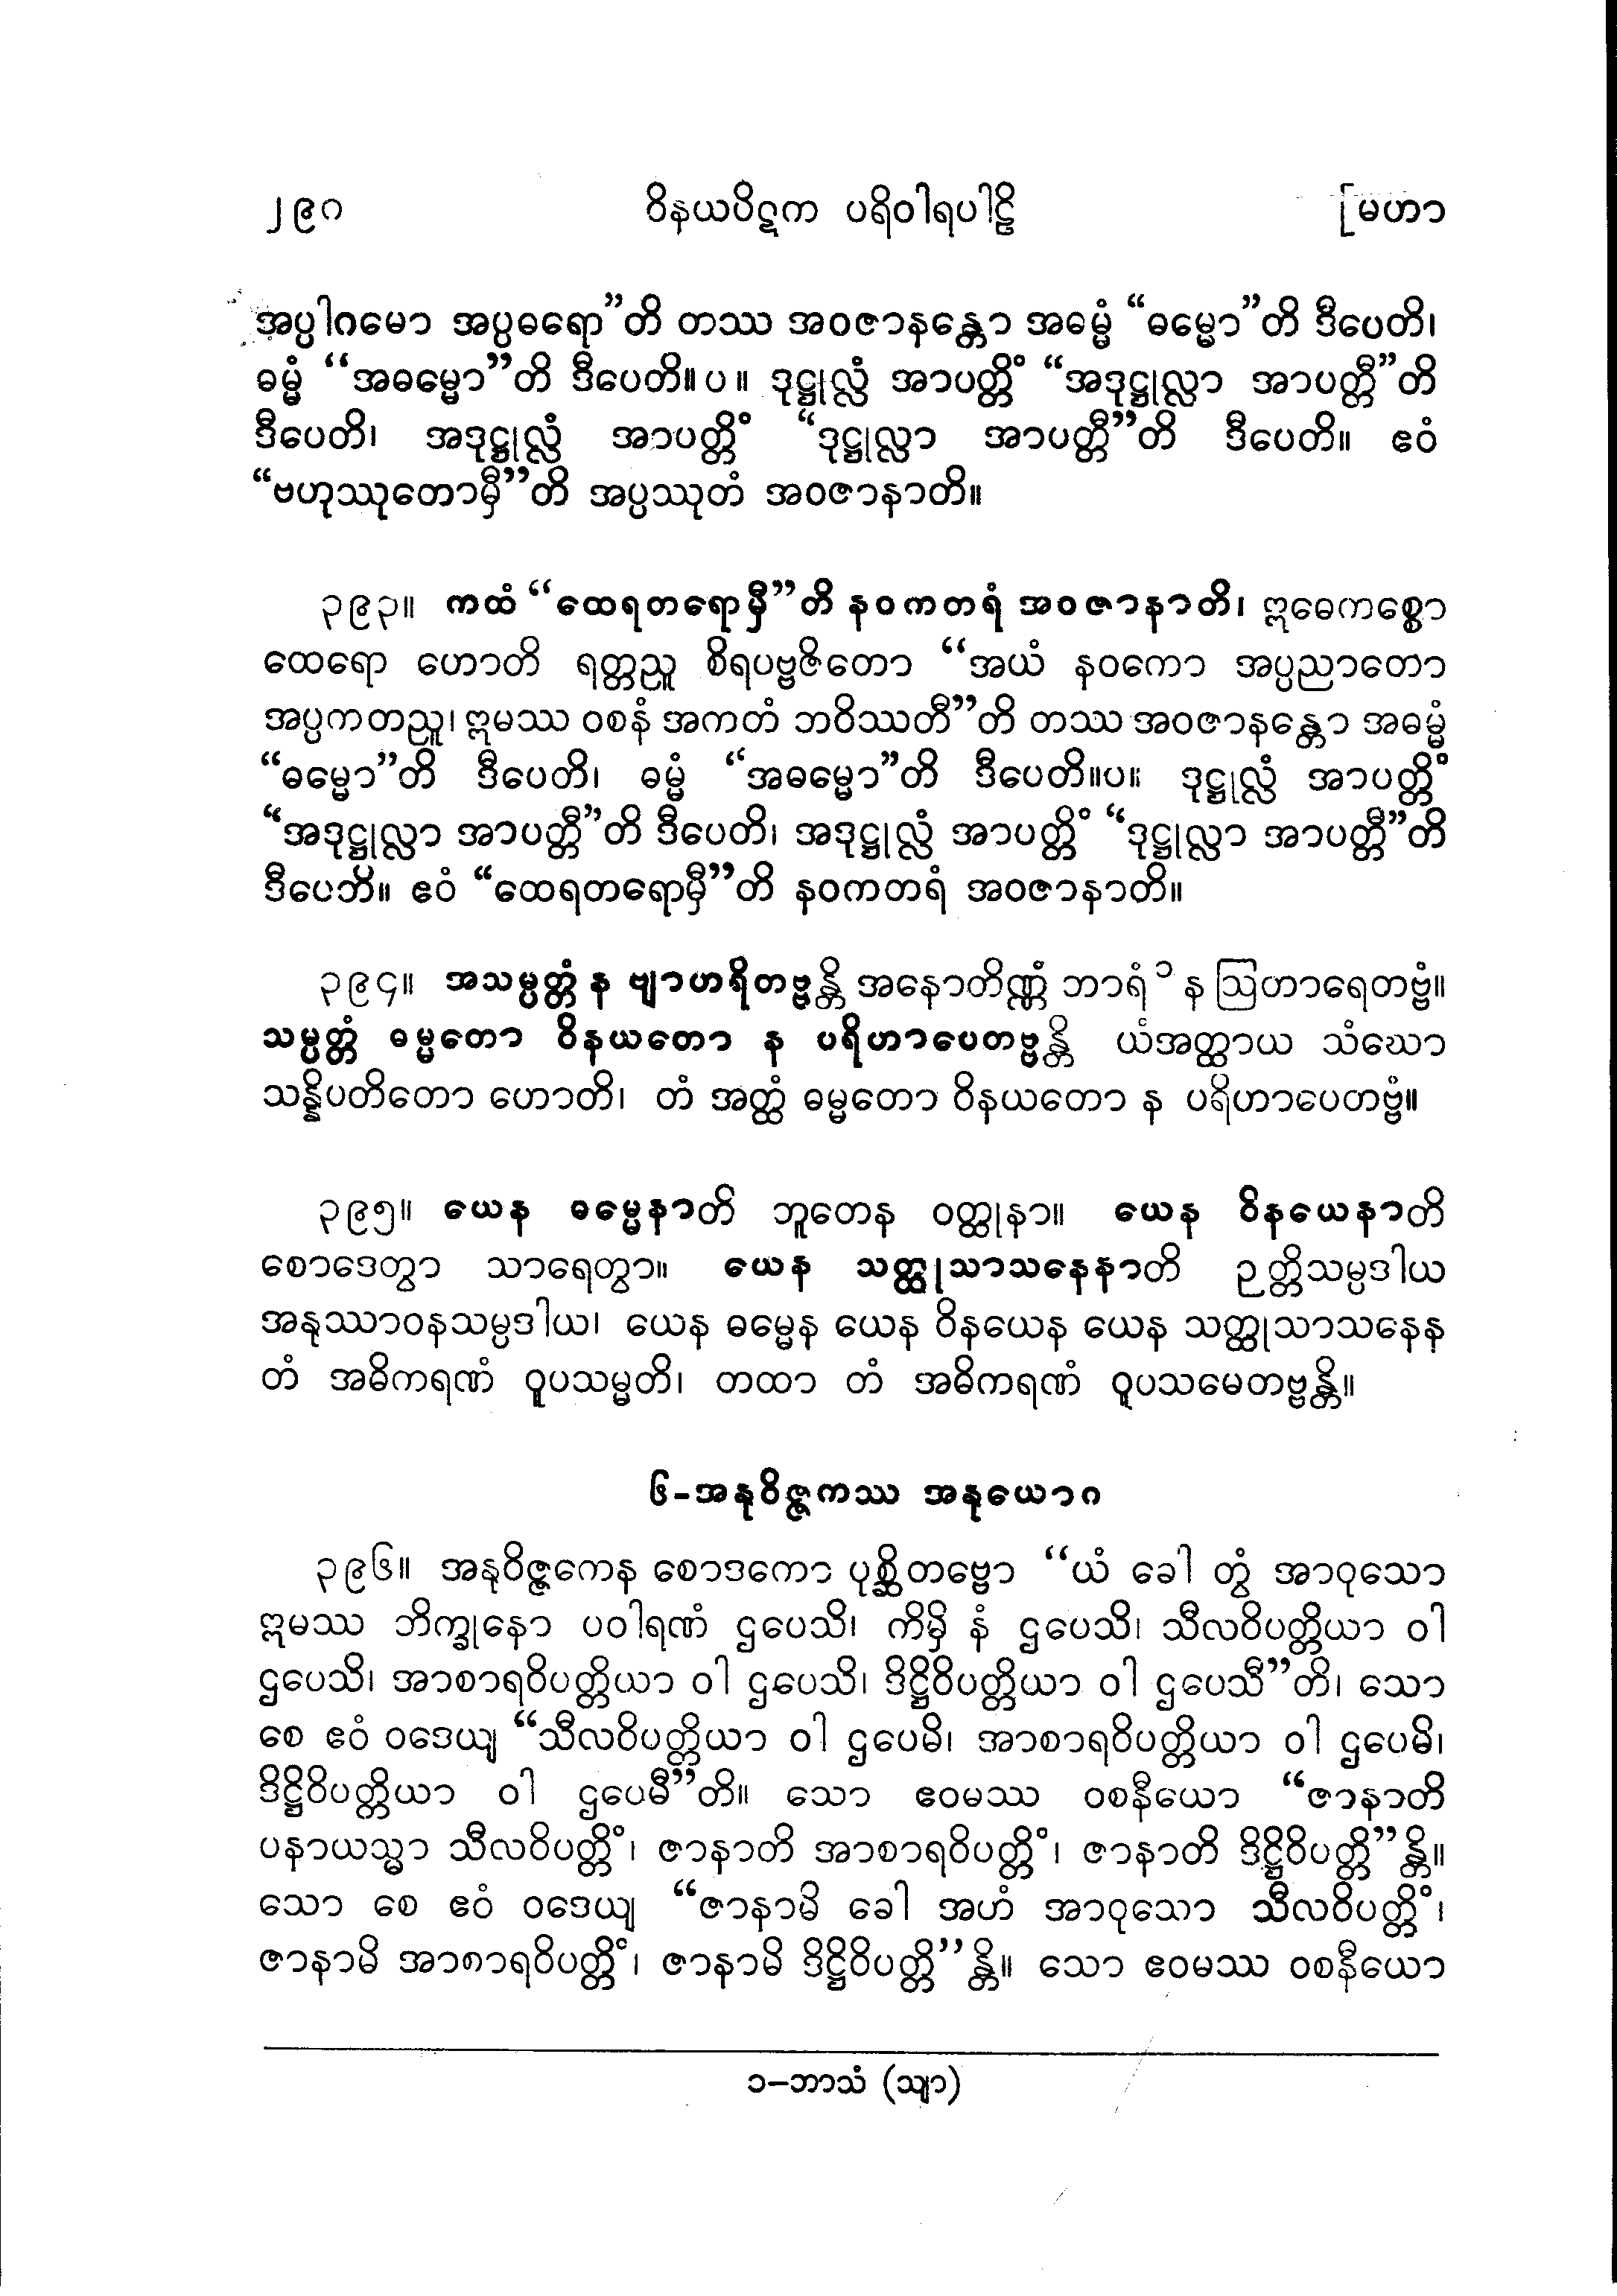 ၂၉၀ ဝိနယပိဋက ပရိဝါရပါဠိ [မဟာ
အပ္ပါဂမော အပ္ပဓရော”တိ တဿ အဝဇာနန္တော အဓမ္မံ “ဓမ္မော”တိ ဒီပေတိ၊
ဓမ္မံ “အဓမ္မော”တိ ဒီပေတိ။ပ။ ဒုဋ္ဌုလ္လံ အာပတ္တိံ “အဒုဋ္ဌုလ္လာ အာပတ္တီ”တိ
ဒီပေတိ၊ အဒုဋ္ဌုလ္လံ အာပတ္တိံ “ဒုဋ္ဌုလ္လာ အာပတ္တီ”တိ ဒီပေတိ။ ဧဝံ
“ဗဟုဿုတောမှီ”တိ အပ္ပဿုတံ အဝဇာနာတိ။
၃၉၃။ ကထံ “ထေရတရောမှီ”တိ နဝကတရံ အဝဇာနာတိ၊ ဣဓေကစ္စော
ထေရော ဟောတိ ရတ္တညူ စိရပဗ္ဗဇိတော “အယံ နဝကော အပ္ပညာတော
အပ္ပကတညူ၊ ဣမဿ ဝစနံ အကတံ ဘဝိဿတီ”တိ တဿ အဝဇာနန္တော အဓမ္မံ
“ဓမ္မော”တိ ဒီပေတိ၊ ဓမ္မံ “အဓမ္မော”တိ ဒီပေတိ။ပ။ ဒုဋ္ဌုလ္လံ အာပတ္တိံ
“အဒုဋ္ဌုလ္လာ အာပတ္တီ”တိ ဒီပေတိ၊ အဒုဋ္ဌုလ္လံ အာပတ္တိံ “ဒုဋ္ဌုလ္လာ အာပတ္တီ”တိ
ဒီပေတိ။ ဧဝံ “ထေရတရောမှီ”တိ နဝကတရံ အဝဇာနာတိ။
၃၉၄။ အသမ္ပတ္တံ န ဗျာဟရိတဗ္ဗန္တိ အနောတိဏ္ဏံ ဘာရံ၁ န ဩဟာရေတဗ္ဗံ။
သမ္ပတ္တံ ဓမ္မတော ဝိနယတော န ပရိဟာပေတဗ္ဗန္တိ ယံအတ္ထာယ သံဃော
သန္နိပတိတော ဟောတိ၊ တံ အတ္ထံ ဓမ္မတော ဝိနယတော န ပရိဟာပေတဗ္ဗံ။
၃၉၅။ ယေန ဓမ္မေနာတိ ဘူတေန ဝတ္ထုနာ။ ယေန ဝိနယေနာတိ
စောဒေတွာ သာရေတွာ။ ယေန သတ္ထုသာသနေနာတိ ဉတ္တိသမ္ပဒါယ
အနုဿာဝနသမ္ပဒါယ၊ ယေန ဓမ္မေန ယေန ဝိနယေန ယေန သတ္ထုသာသနေန
တံ အဓိကရဏံ ဝူပသမ္မတိ၊ တထာ တံ အဓိကရဏံ ဝူပသမေတဗ္ဗန္တိ။
၆-အနုဝိဇ္ဇကဿ အနုယောဂ
၃၉၆။ အနုဝိဇ္ဇကေန စောဒကော ပုစ္ဆိတဗ္ဗော “ယံ ခေါ တွံ အာဝုသော
ဣမဿ ဘိက္ခုနော ပဝါရဏံ ဌပေသိ၊ ကိမှိ နံ ဌပေသိ၊ သီလဝိပတ္တိယာ ဝါ
ဌပေသိ၊ အာစာရဝိပတ္တိယာ ဝါ ဌပေသိ၊ ဒိဋ္ဌိဝိပတ္တိယာ ဝါ ဌပေသီ”တိ၊ သော
စေ ဧဝံ ဝဒေယျ “သီလဝိပတ္တိယာ ဝါ ဌပေမိ၊ အာစာရဝိပတ္တိယာ ဝါ ဌပေမိ၊
ဒိဋ္ဌိဝိပတ္တိယာ ဝါ ဌပေမီ”တိ။ သော ဧဝမဿ ဝစနီယော “ဇာနာတိ
ပနာယသ္မာ သီလဝိပတ္တိံ၊ ဇာနာတိ အာစာရဝိပတ္တိံ၊ ဇာနာတိ ဒိဋ္ဌိဝိပတ္တိ”န္တိ။
သော စေ ဧဝံ ဝဒေယျ “ဇာနာမိ ခေါ အဟံ အာဝုသော သီလဝိပတ္တိံ၊
ဇာနာမိ အာစာရဝိပတ္တိံ၊ ဇာနာမိ ဒိဋ္ဌိဝိပတ္တိ”န္တိ။ သော ဧဝမဿ ဝစနီယော
၁-ဘာသံ (သျာ)